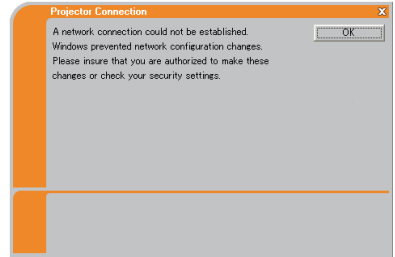 Projector Connection
X
A network connection could not be established.
OK
Windows prevented network configuration changes.
Please insure that you are authorized to make these
changes or check your security settings.